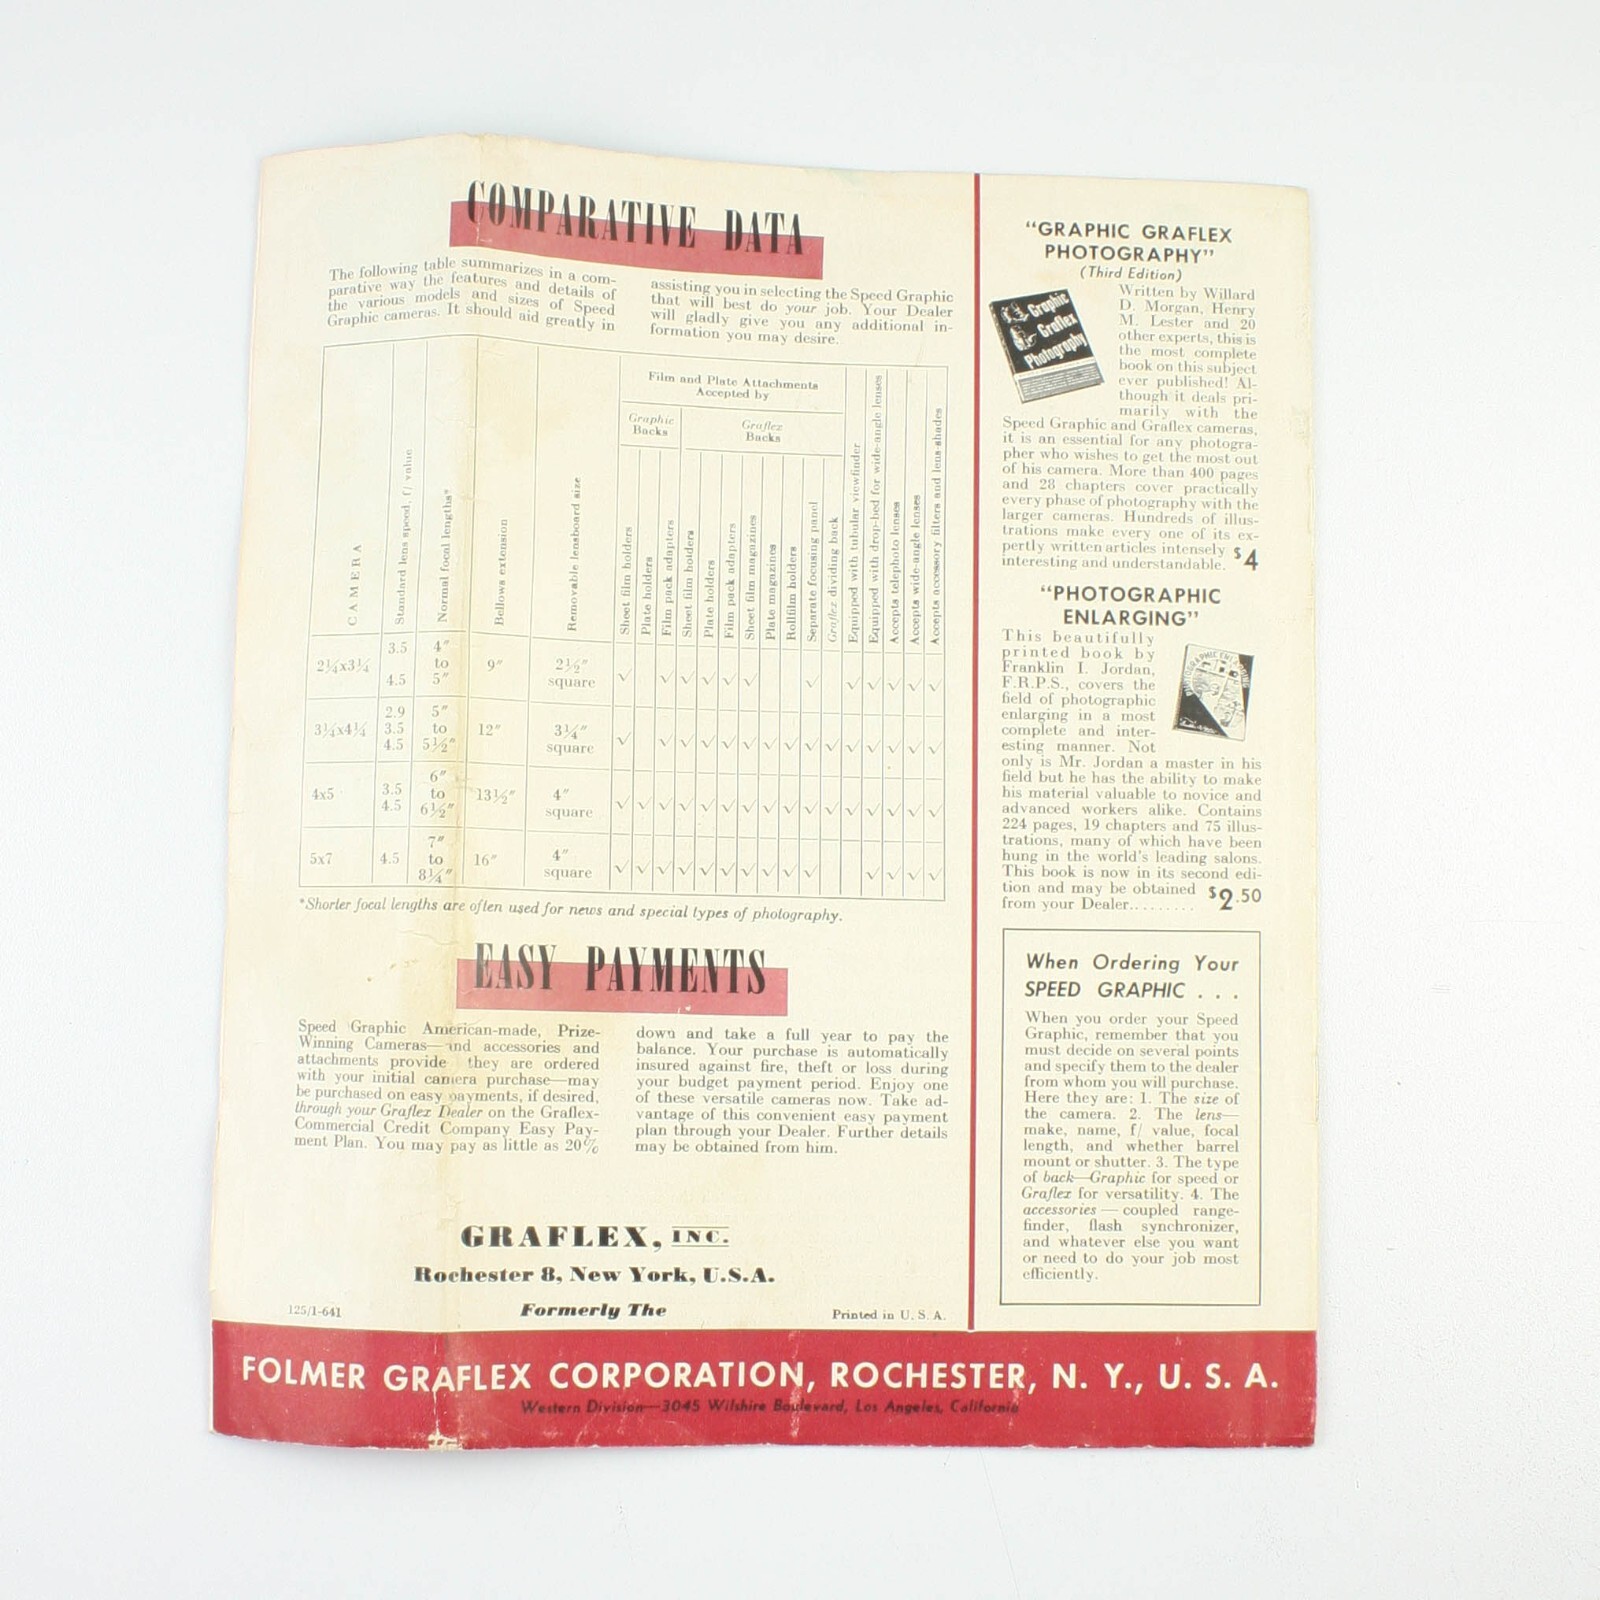 COMPARATIVE DATA
The following table summarizes in a com-
parative way the features and details of
the various models and sizes of Speed
Graphic cameras. It should aid greatly in
assisting you in selecting the Speed Graphic
that will best do your job. Your Dealer
will gladly give you any additional in-
formation you may desire.
Film and Plate Attachments
Accepted by
Graphic
Backs
Graflex
Backs
CAMERA
Standard lens speed, f/ value
Normal focal lengths*
Bellows extension
Removable lensboard size
Sheet film holders
Plate holders
Film pack adapters
Sheet film holders
Plate holders
Film pack adapters
Sheet film magazines
Plate magazines
Rollfilm holders
Separate focusing panel
Graflex dividing back
Equipped with tubular viewfinder
Equipped with drop-bed for wide-angle lenses
Accepts telephoto lenses
Accepts wide-angle lenses
Accepts accessory filters and lens-shades
2¼x3¼ 3.5 4.5 4" to 5" 9" 2½" square ✓ ✓ ✓ ✓ ✓ ✓ ✓ ✓ ✓ ✓ ✓ ✓
3¼x4¼ 2.9 3.5 4.5 5" to 5½" 12" 3¼" square ✓ ✓ ✓ ✓ ✓ ✓ ✓ ✓ ✓ ✓ ✓ ✓ ✓ ✓ ✓
4x5 3.5 4.5 6" to 6½" 13½" 4" square ✓ ✓ ✓ ✓ ✓ ✓ ✓ ✓ ✓ ✓ ✓ ✓ ✓ ✓ ✓ ✓
5x7 4.5 7" to 8¼" 16" 4" square ✓ ✓ ✓ ✓ ✓ ✓ ✓ ✓ ✓ ✓ ✓ ✓ ✓ ✓
*Shorter focal lengths are often used for news and special types of photography.
EASY PAYMENTS
Speed Graphic American-made, Prize-
Winning Cameras—and accessories and
attachments provide they are ordered
with your initial camera purchase—may
be purchased on easy payments, if desired,
through your Graflex Dealer on the Graflex-
Commercial Credit Company Easy Pay-
ment Plan. You may pay as little as 20%
down and take a full year to pay the
balance. Your purchase is automatically
insured against fire, theft or loss during
your budget payment period. Enjoy one
of these versatile cameras now. Take ad-
vantage of this convenient easy payment
plan through your Dealer. Further details
may be obtained from him.
GRAFLEX, INC.
Rochester 8, New York, U.S.A.
Formerly The
125/1-641
Printed in U. S. A.
FOLMER GRAFLEX CORPORATION, ROCHESTER, N. Y., U. S. A.
Western Division—3045 Wilshire Boulevard, Los Angeles, California
"GRAPHIC GRAFLEX
PHOTOGRAPHY"
(Third Edition)
Graphic
Graflex
Photography
Written by Willard
D. Morgan, Henry
M. Lester and 20
other experts, this is
the most complete
book on this subject
ever published! Al-
though it deals pri-
marily with the
Speed Graphic and Graflex cameras,
it is an essential for any photogra-
pher who wishes to get the most out
of his camera. More than 400 pages
and 28 chapters cover practically
every phase of photography with the
larger cameras. Hundreds of illus-
trations make every one of its ex-
pertly written articles intensely
interesting and understandable. $4
"PHOTOGRAPHIC
ENLARGING"
This beautifully
printed book by
Franklin I. Jordan,
F.R.P.S., covers the
field of photographic
enlarging in a most
complete and inter-
esting manner. Not
only is Mr. Jordan a master in his
field but he has the ability to make
his material valuable to novice and
advanced workers alike. Contains
224 pages, 19 chapters and 75 illus-
trations, many of which have been
hung in the world's leading salons.
This book is now in its second edi-
tion and may be obtained
from your Dealer......... $2.50
PHOTOGRAPHIC ENLARGING
When Ordering Your
SPEED GRAPHIC . . .
When you order your Speed
Graphic, remember that you
must decide on several points
and specify them to the dealer
from whom you will purchase.
Here they are: 1. The size of
the camera. 2. The lens—
make, name, f/ value, focal
length, and whether barrel
mount or shutter. 3. The type
of back—Graphic for speed or
Graflex for versatility. 4. The
accessories — coupled range-
finder, flash synchronizer,
and whatever else you want
or need to do your job most
efficiently.